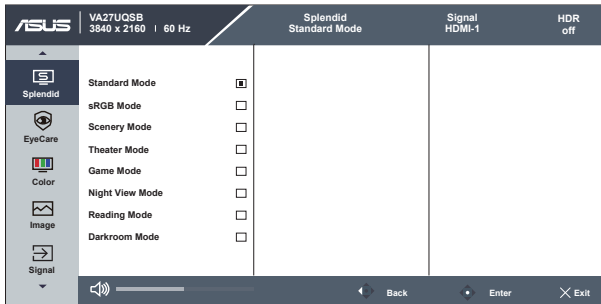 ASUS
VA27UQSB
3840 x 2160 | 60 Hz
Splendid
Standard Mode
Signal
HDMI-1
HDR
off
Splendid
EyeCare
Color
Image
Signal
Standard Mode
sRGB Mode
Scenery Mode
Theater Mode
Game Mode
Night View Mode
Reading Mode
Darkroom Mode
Back
Enter
Exit